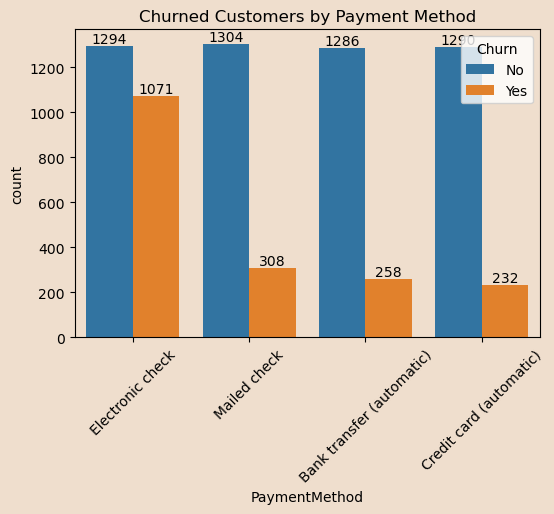 Churned Customers by Payment Method
1294
1304
1286
1290
1071
308
258
232
Churn
No
Yes
count
1200
1000
800
600
400
200
0
Electronic check
Mailed check
Bank transfer (automatic)
Credit card (automatic)
PaymentMethod